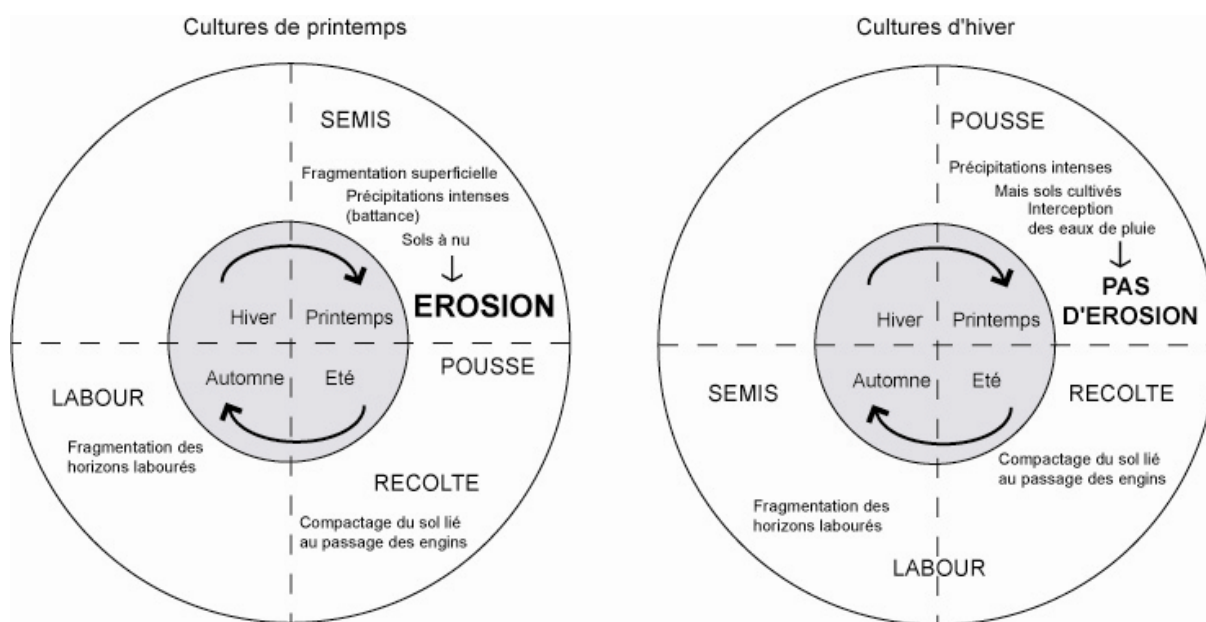 Cultures de printemps
SEMIS
Fragmentation superficielle
Précipitations intenses
(battance)
Sols à nu
EROSION
Hiver
Printemps
Automne
Eté
POUSSE
LABOUR
Fragmentation des
horizons labourés
RECOLTE
Compactage du sol lié
au passage des engins
Cultures d'hiver
POUSSE
Précipitations intenses
Mais sols cultivés
Interception
des eaux de pluie
PAS
D'EROSION
Hiver
Printemps
Automne
Eté
SEMIS
RECOLTE
Compactage du sol lié
au passage des engins
Fragmentation des
horizons labourés
LABOUR